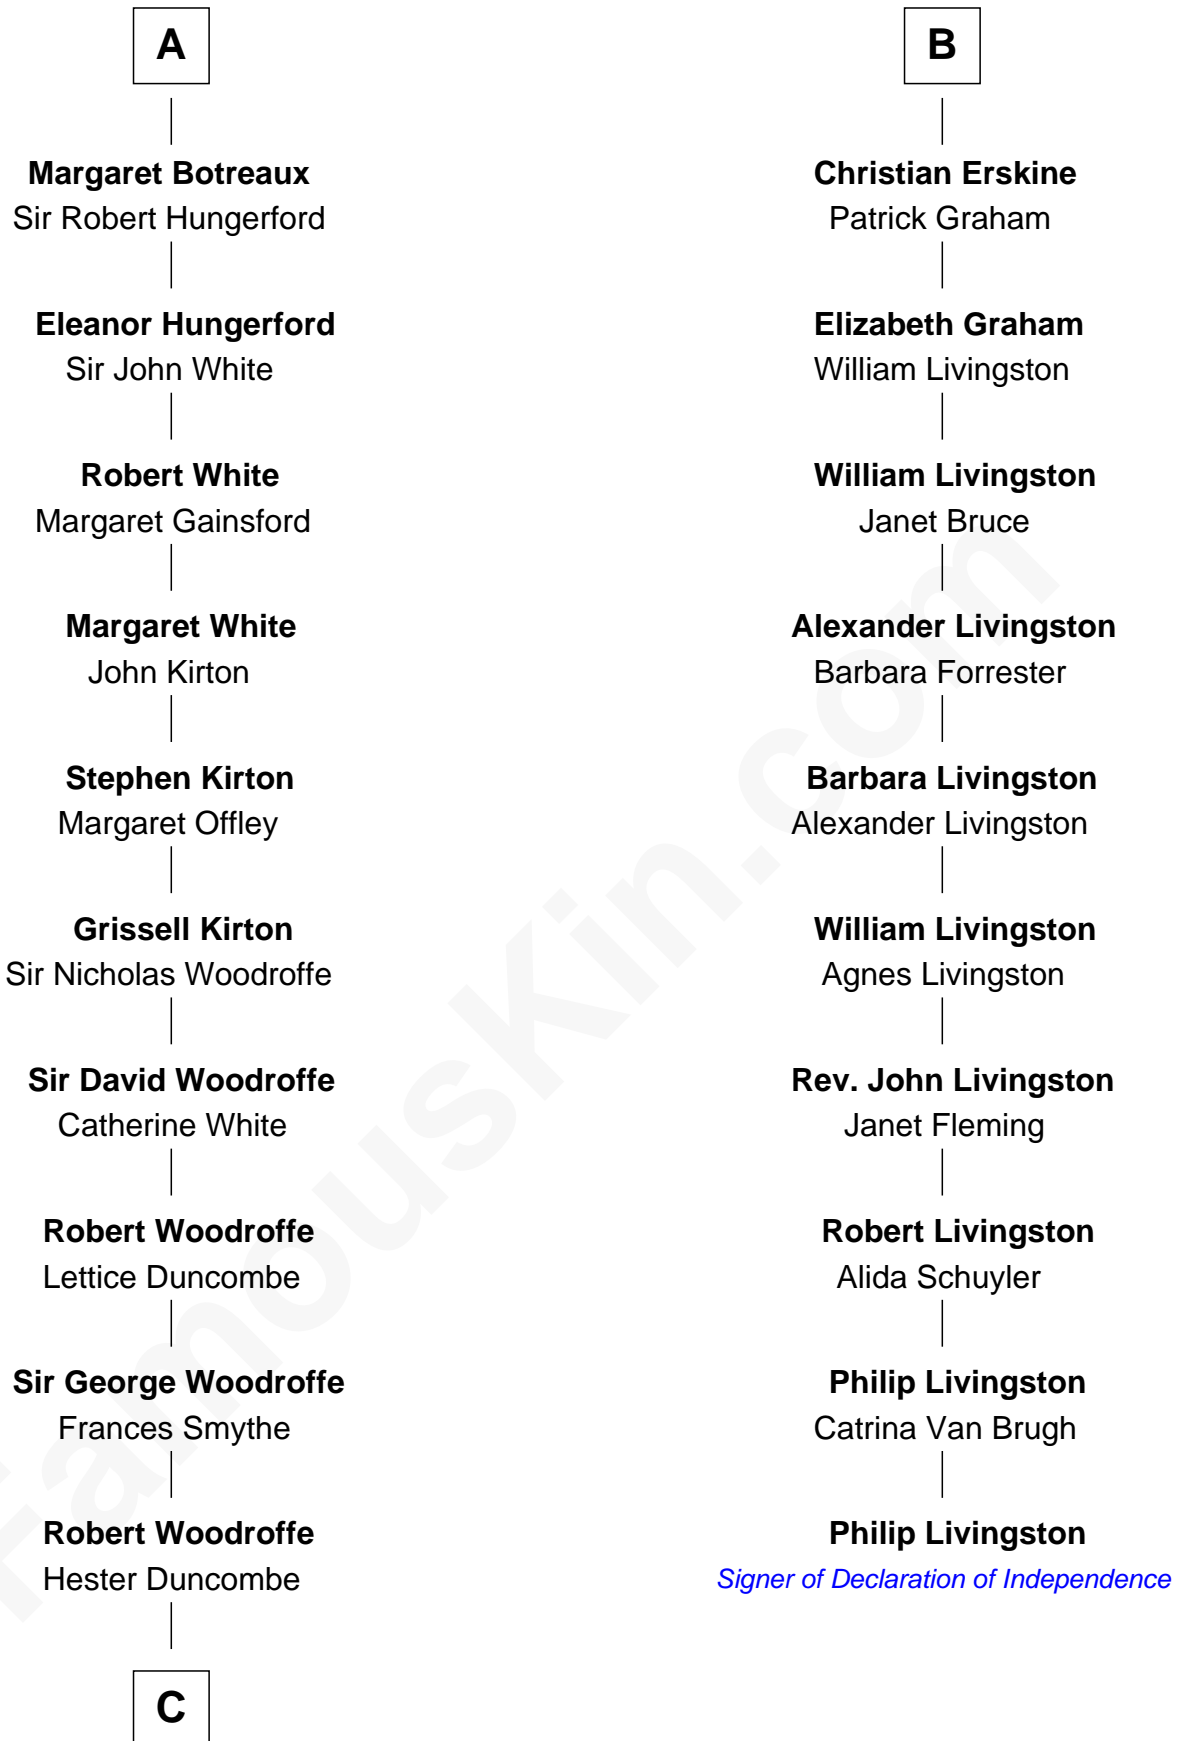 A
Margaret Botreaux
Sir Robert Hungerford
Eleanor Hungerford
Sir John White
Robert White
Margaret Gainsford
Margaret White
John Kirton
Stephen Kirton
Margaret Offley
Grissell Kirton
Sir Nicholas Woodroffe
Sir David Woodroffe
Catherine White
Robert Woodroffe
Lettice Duncombe
Sir George Woodroffe
Frances Smythe
Robert Woodroffe
Hester Duncombe
C
B
Christian Erskine
Patrick Graham
Elizabeth Graham
William Livingston
William Livingston
Janet Bruce
Alexander Livingston
Barbara Forrester
Barbara Livingston
Alexander Livingston
William Livingston
Agnes Livingston
Rev. John Livingston
Janet Fleming
Robert Livingston
Alida Schuyler
Philip Livingston
Catrina Van Brugh
Philip Livingston
Signer of Declaration of Independence
FamousKin.com